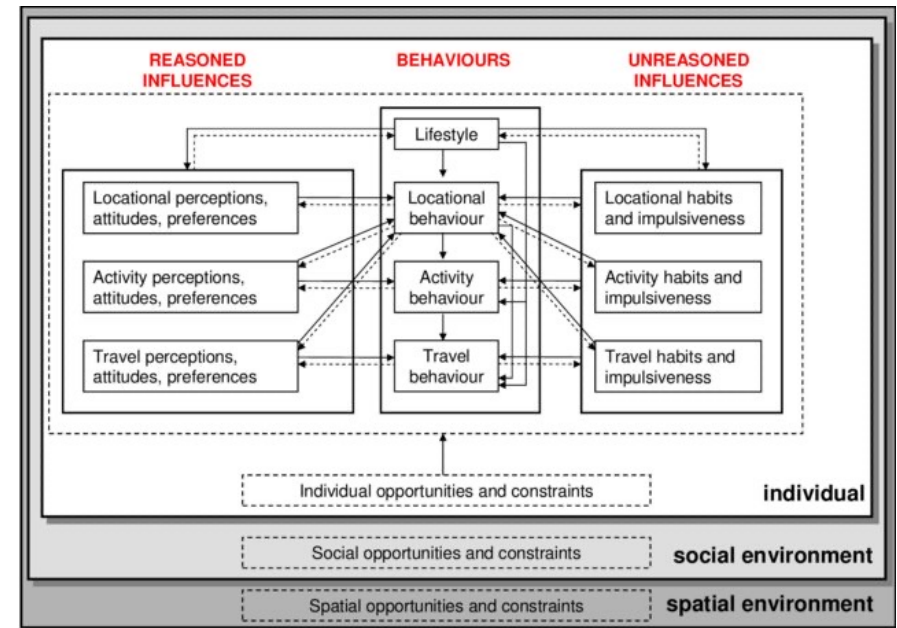 REASONED
INFLUENCES
BEHAVIOURS
UNREASONED
INFLUENCES
Lifestyle
Locational perceptions,
attitudes, preferences
Locational
behaviour
Locational habits
and impulsiveness
Activity perceptions,
attitudes, preferences
Activity
behaviour
Activity habits and
impulsiveness
Travel perceptions,
attitudes, preferences
Travel
behaviour
Travel habits and
impulsiveness
Individual opportunities and constraints
individual
Social opportunities and constraints
social environment
Spatial opportunities and constraints
spatial environment